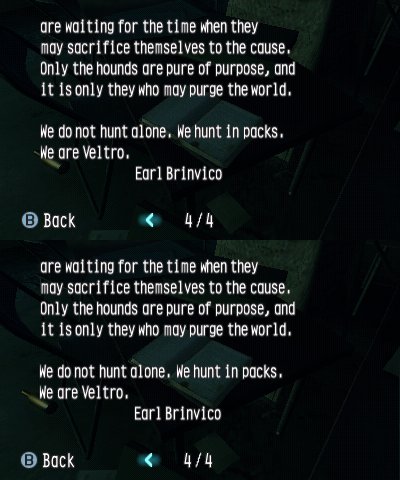 are waiting for the time when they
may sacrifice themselves to the cause.
Only the hounds are pure of purpose, and
it is only they who may purge the world.
We do not hunt alone. We hunt in packs.
We are Veltro.
Earl Brinvico
B Back
4/4
are waiting for the time when they
may sacrifice themselves to the cause.
Only the hounds are pure of purpose, and
it is only they who may purge the world.
We do not hunt alone. We hunt in packs.
We are Veltro.
Earl Brinvico
B Back
4/4